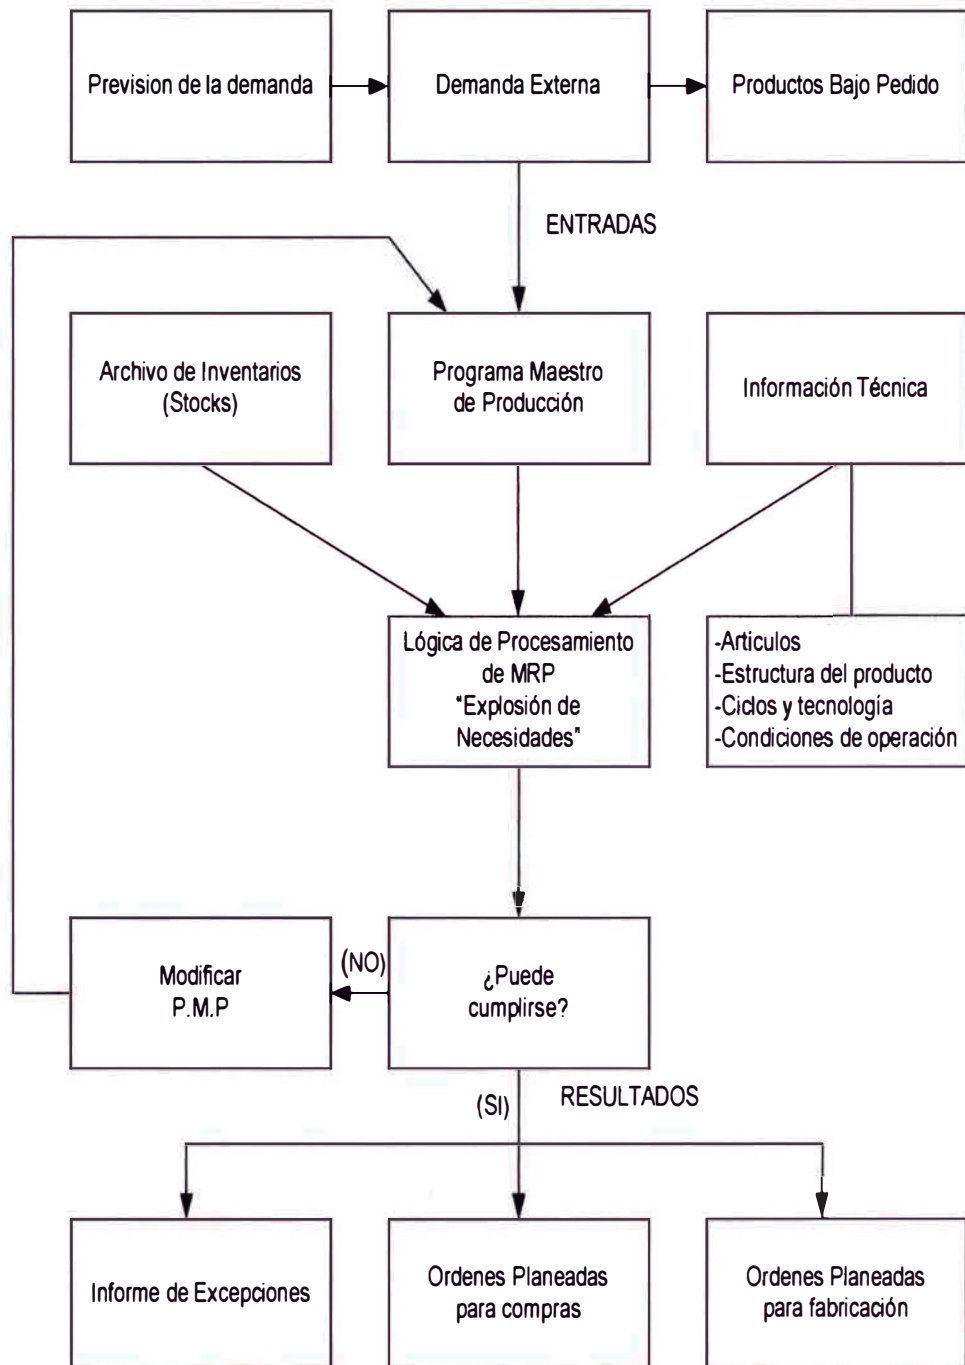 Prevision de la demanda
Demanda Externa
Productos Bajo Pedido
ENTRADAS
Archivo de Inventarios
(Stocks)
Programa Maestro
de Producción
Información Técnica
Lógica de Procesamiento
de MRP
"Explosión de
Necesidades"
-Artículos
-Estructura del producto
-Ciclos y tecnología
-Condiciones de operación
Modificar
P.M.P
(NO)
¿Puede
cumplirse?
(SI)
RESULTADOS
Informe de Excepciones
Ordenes Planeadas
para compras
Ordenes Planeadas
para fabricación